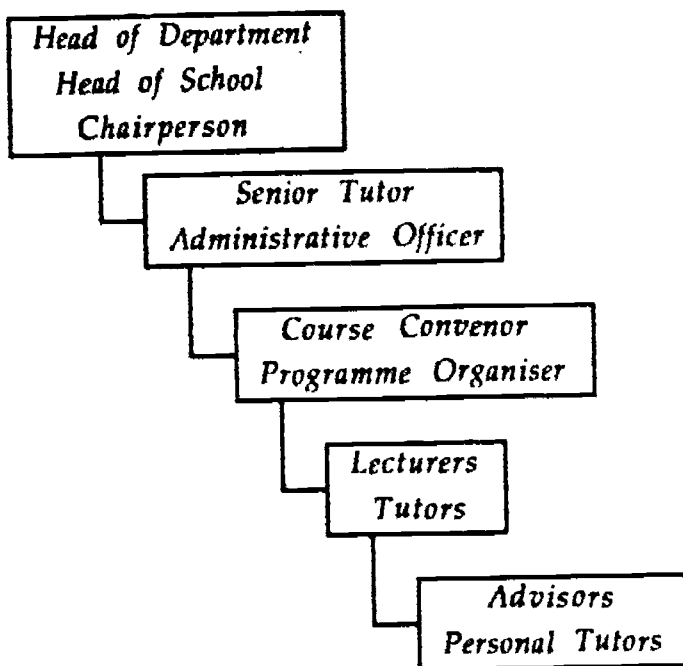 Head of Department
Head of School
Chairperson
Senior Tutor
Administrative Officer
Course Convenor
Programme Organiser
Lecturers
Tutors
Advisors
Personal Tutors